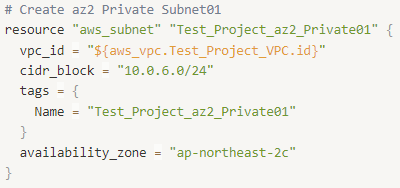 # Create az2 Private Subnet01
resource "aws_subnet" "Test_Project_az2_Private01" {
  vpc_id = "${aws_vpc.Test_Project_VPC.id}"
  cidr_block = "10.0.6.0/24"
  tags = {
    Name = "Test_Project_az2_Private01"
  }
  availability_zone = "ap-northeast-2c"
}